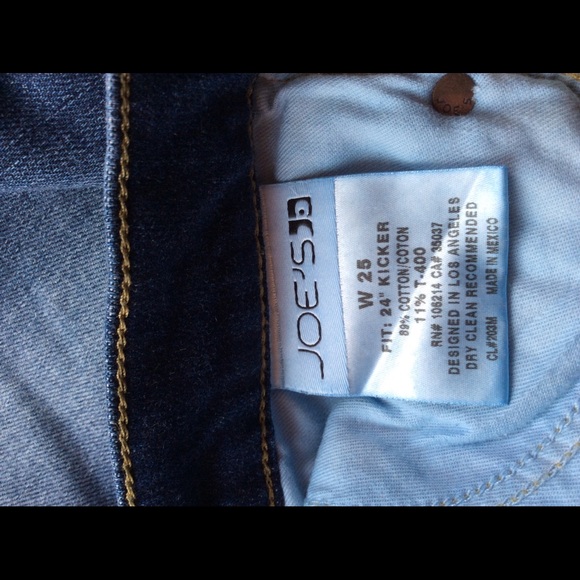 JOE'S
W 25
FIT: 24" KICKER
89% COTTON/COTON
11% T-400
RN# 106214 CA# 35037
DESIGNED IN LOS ANGELES
DRY CLEAN RECOMMENDED
MADE IN MEXICO
CL#203M